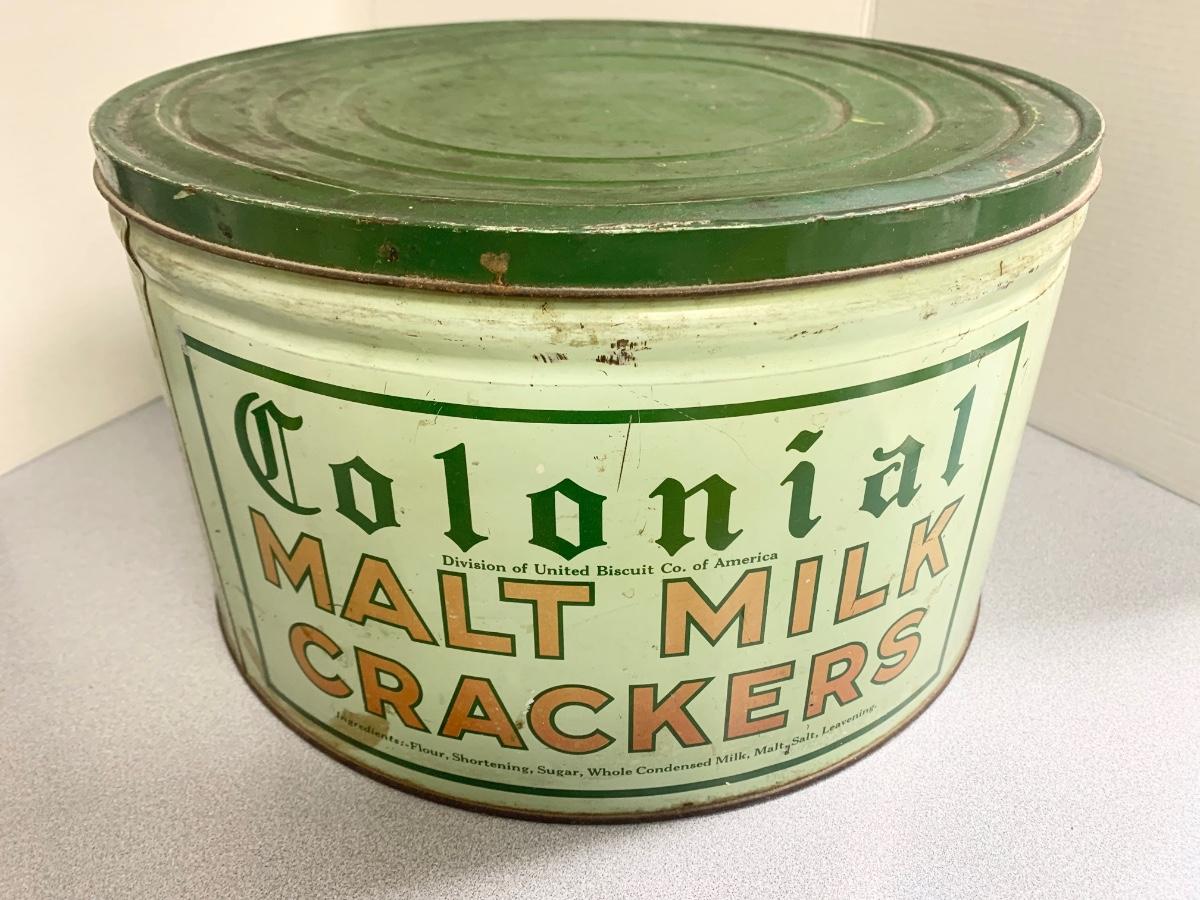 Colonial
Division of United Biscuit Co. of America
MALT MILK
CRACKERS
Ingredients:-Flour, Shortening, Sugar, Whole Condensed Milk, Malt, Salt, Leavening.